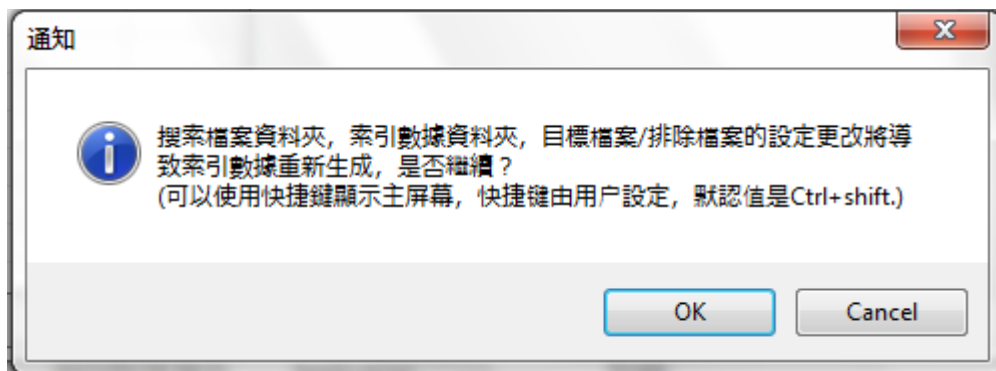 通知
搜索檔案資料夾，索引數據資料夾，目標檔案/排除檔案的設定更改將導
致索引數據重新生成，是否繼續？
(可以使用快捷鍵顯示主屏幕，快捷键由用户設定，默認值是Ctrl+shift.)
OK
Cancel